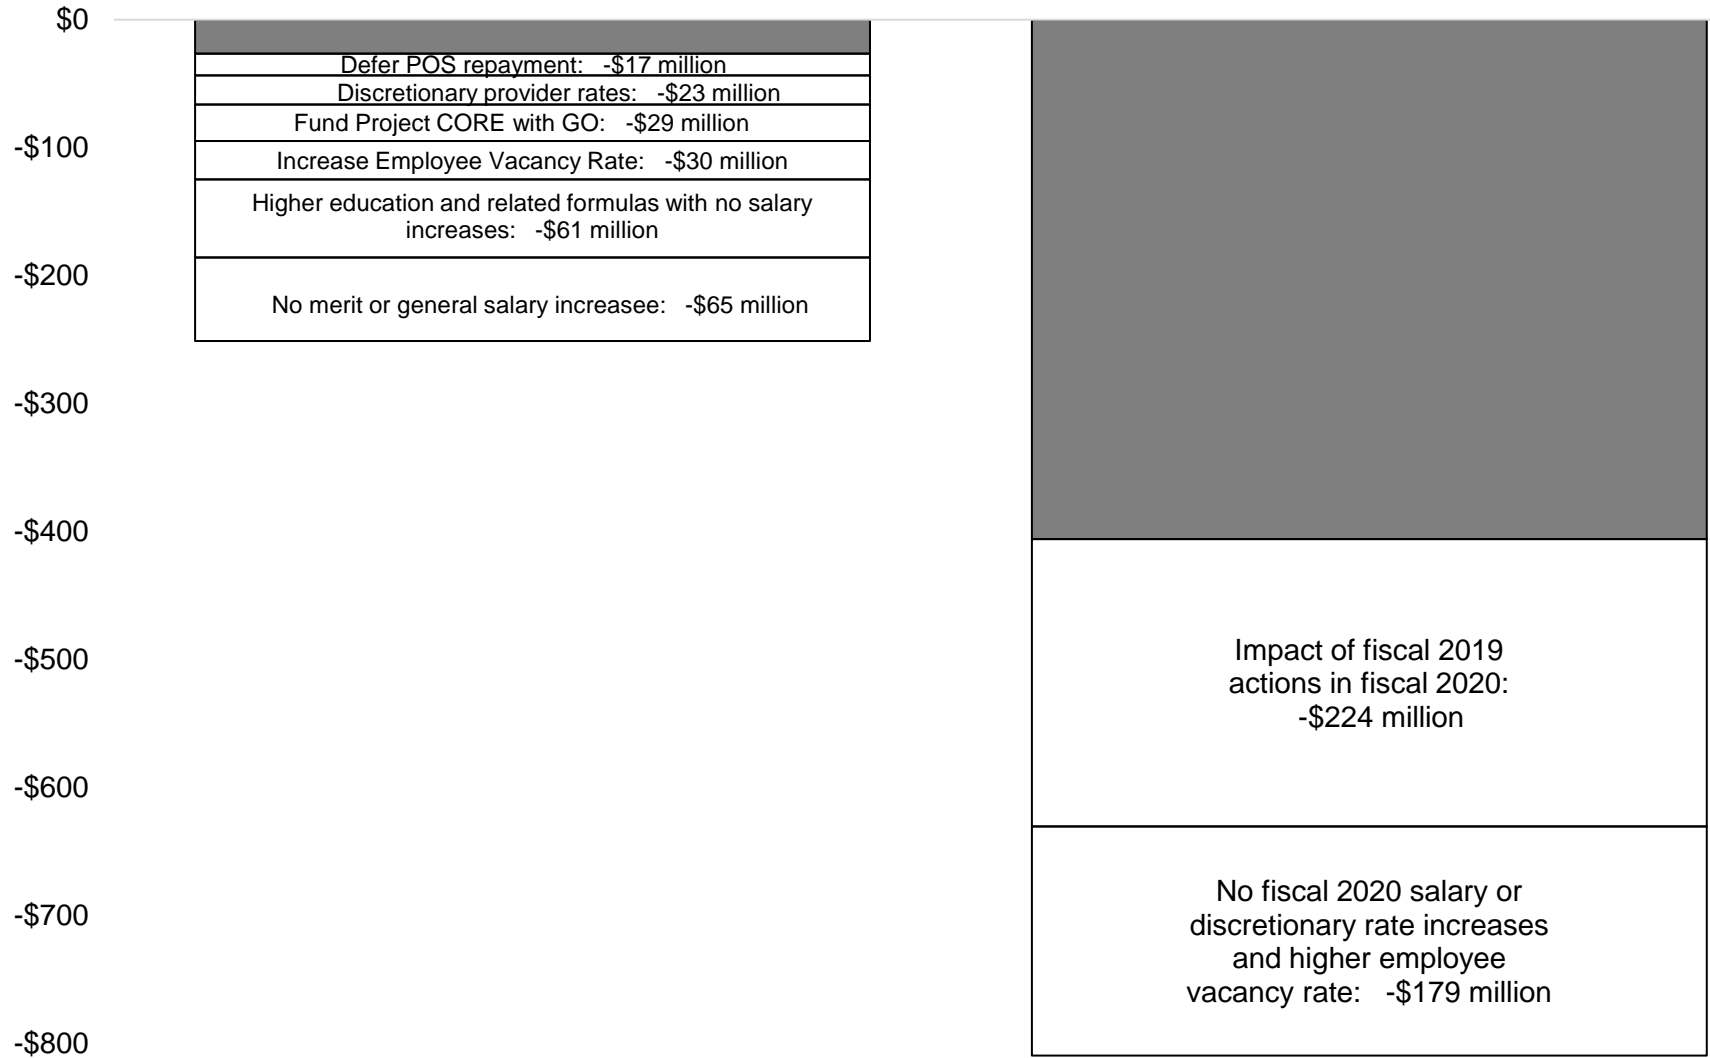 $0
-$100
-$200
-$300
-$400
-$500
-$600
-$700
-$800
Defer POS repayment: -$17 million
Discretionary provider rates: -$23 million
Fund Project CORE with GO: -$29 million
Increase Employee Vacancy Rate: -$30 million
Higher education and related formulas with no salary
increases: -$61 million
No merit or general salary increasee: -$65 million
Impact of fiscal 2019
actions in fiscal 2020:
-$224 million
No fiscal 2020 salary or
discretionary rate increases
and higher employee
vacancy rate: -$179 million